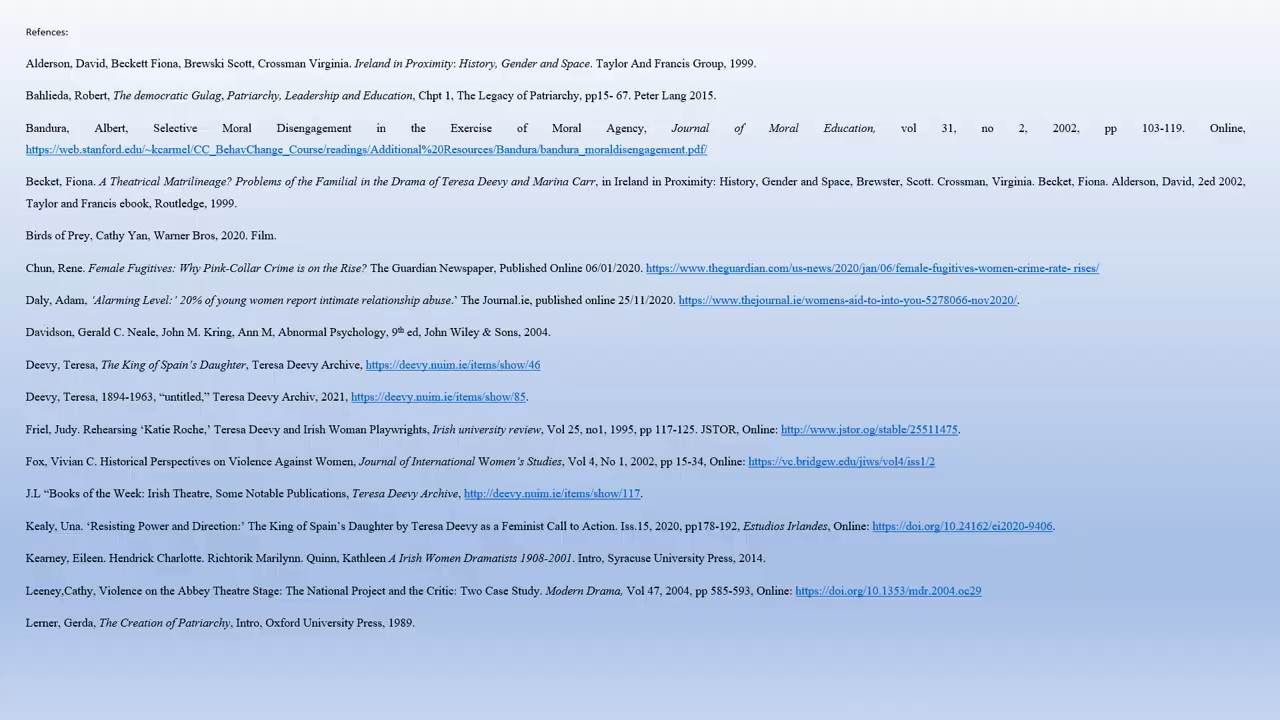 Refences:
Alderson, David, Beckett Fiona, Brewski Scott, Crossman Virginia. Ireland in Proximity: History, Gender and Space. Taylor And Francis Group, 1999.
Bahlieda, Robert, The democratic Gulag, Patriarchy, Leadership and Education, Chpt 1, The Legacy of Patriarchy, pp15- 67. Peter Lang 2015.
Bandura, Albert, Selective Moral Disengagement in the Exercise of Moral Agency, Journal of Moral Education, vol 31, no 2, 2002, pp 103-119. Online,
https://web.stanford.edu/~kcarmel/CC_BehavChange_Course/readings/Additional%20Resources/Bandura/bandura_moraldisengagement.pdf/
Becket, Fiona. A Theatrical Matrilineage? Problems of the Familial in the Drama of Teresa Deevy and Marina Carr, in Ireland in Proximity: History, Gender and Space, Brewster, Scott. Crossman, Virginia. Becket, Fiona. Alderson, David, 2ed 2002,
Taylor and Francis ebook, Routledge, 1999.
Birds of Prey, Cathy Yan, Warner Bros, 2020. Film.
Chun, Rene. Female Fugitives: Why Pink-Collar Crime is on the Rise? The Guardian Newspaper, Published Online 06/01/2020. https://www.theguardian.com/us-news/2020/jan/06/female-fugitives-women-crime-rate- rises/
Daly, Adam, ‘Alarming Level:’ 20% of young women report intimate relationship abuse.’ The Journal.ie, published online 25/11/2020. https://www.thejournal.ie/womens-aid-to-into-you-5278066-nov2020/.
Davidson, Gerald C. Neale, John M. Kring, Ann M, Abnormal Psychology, 9th ed, John Wiley & Sons, 2004.
Deevy, Teresa, The King of Spain’s Daughter, Teresa Deevy Archive, https://deevy.nuim.ie/items/show/46
Deevy, Teresa, 1894-1963, “untitled,” Teresa Deevy Archiv, 2021, https://deevy.nuim.ie/items/show/85.
Friel, Judy. Rehearsing ‘Katie Roche,’ Teresa Deevy and Irish Woman Playwrights, Irish university review, Vol 25, no1, 1995, pp 117-125. JSTOR, Online: http://www.jstor.og/stable/25511475.
Fox, Vivian C. Historical Perspectives on Violence Against Women, Journal of International Women’s Studies, Vol 4, No 1, 2002, pp 15-34, Online: https://vc.bridgew.edu/jiws/vol4/iss1/2
J.L “Books of the Week: Irish Theatre, Some Notable Publications, Teresa Deevy Archive, http://deevy.nuim.ie/items/show/117.
Kealy, Una. ‘Resisting Power and Direction:’ The King of Spain’s Daughter by Teresa Deevy as a Feminist Call to Action. Iss.15, 2020, pp178-192, Estudios Irlandes, Online: https://doi.org/10.24162/ei2020-9406.
Kearney, Eileen. Hendrick Charlotte. Richtorik Marilynn. Quinn, Kathleen A Irish Women Dramatists 1908-2001. Intro, Syracuse University Press, 2014.
Leeney,Cathy, Violence on the Abbey Theatre Stage: The National Project and the Critic: Two Case Study. Modern Drama, Vol 47, 2004, pp 585-593, Online: https://doi.org/10.1353/mdr.2004.oc29
Lerner, Gerda, The Creation of Patriarchy, Intro, Oxford University Press, 1989.